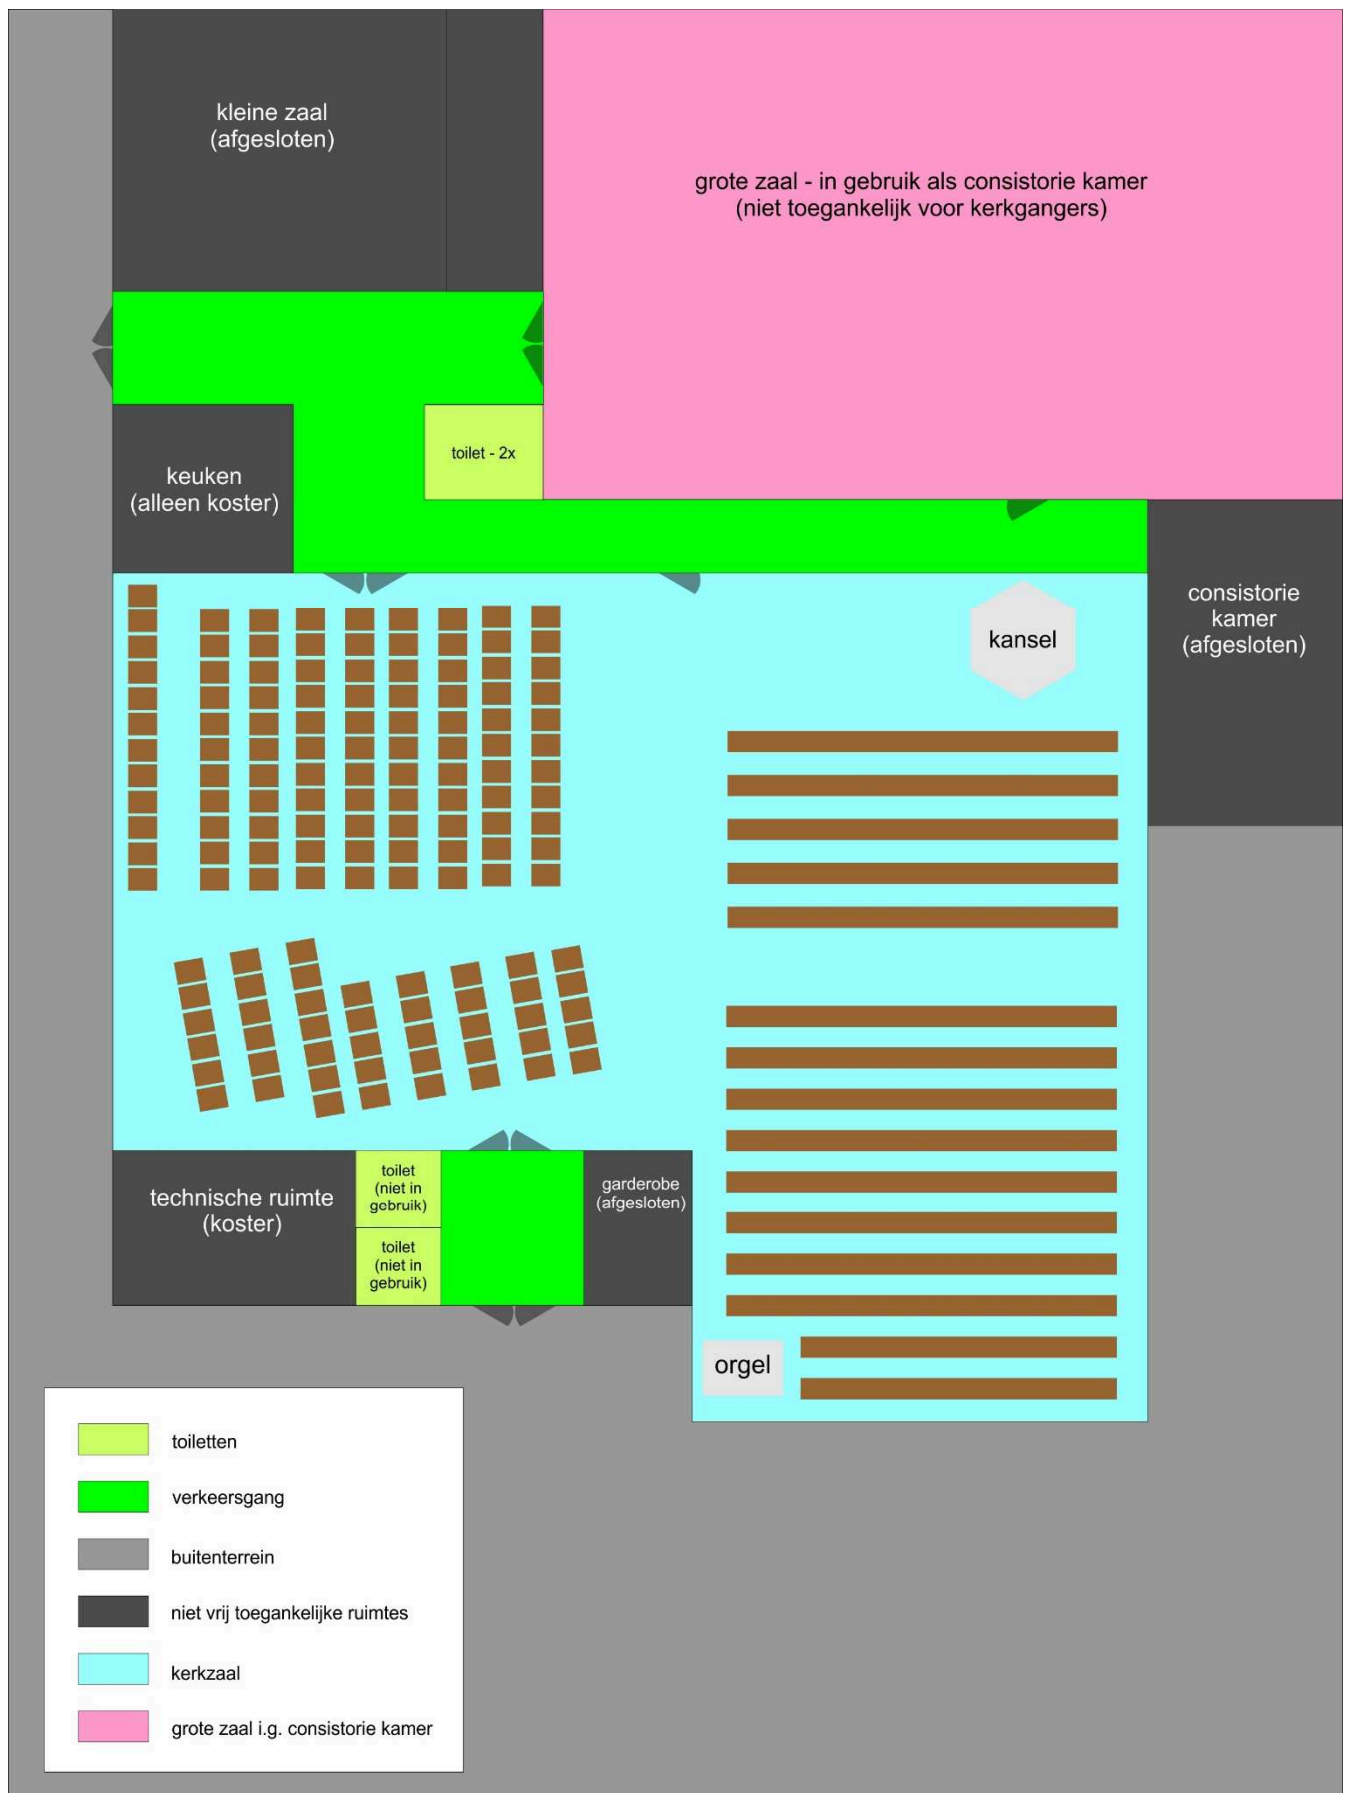 kleine zaal
(afgesloten)
grote zaal - in gebruik als consistorie kamer
(niet toegankelijk voor kerkgangers)
toilet - 2x
keuken
(alleen koster)
consistorie
kamer
(afgesloten)
kansel
technische ruimte
(koster)
toilet
(niet in
gebruik)
toilet
(niet in
gebruik)
garderobe
(afgesloten)
orgel
toiletten
verkeersgang
buitenterrein
niet vrij toegankelijke ruimtes
kerkzaal
grote zaal i.g. consistorie kamer